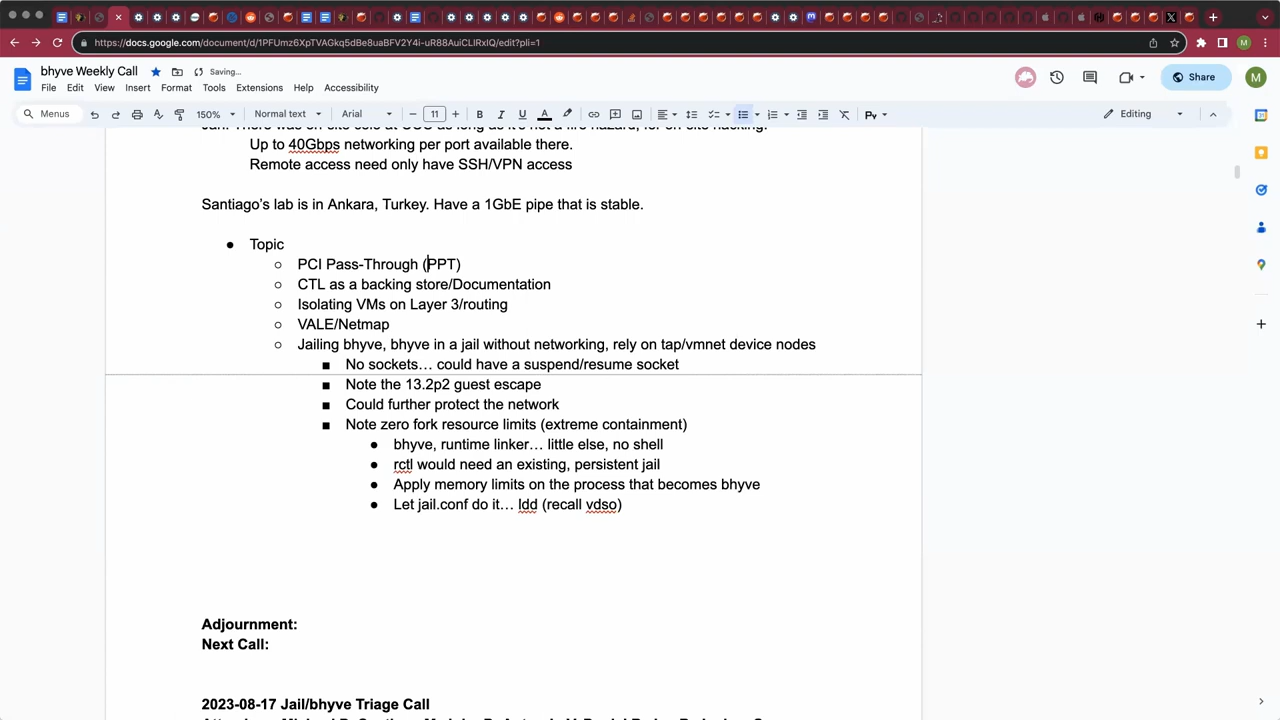 https://docs.google.com/document/d/1PFUmz6XpTVAGkq5dBe8uaBFV2Y4i-uR88AuiCLIRxIQ/edit?pli=1
M
bhyve Weekly Call
Saving...
File Edit View Insert Format Tools Extensions Help Accessibility
Share
M
Menus
150%
Normal text
Arial
11
B I U A
Editing
Up to 40Gbps networking per port available there.
Remote access need only have SSH/VPN access
Santiago's lab is in Ankara, Turkey. Have a 1GbE pipe that is stable.
● Topic
○ PCI Pass-Through (PPT)
○ CTL as a backing store/Documentation
○ Isolating VMs on Layer 3/routing
○ VALE/Netmap
○ Jailing bhyve, bhyve in a jail without networking, rely on tap/vmnet device nodes
■ No sockets… could have a suspend/resume socket
■ Note the 13.2p2 guest escape
■ Could further protect the network
■ Note zero fork resource limits (extreme containment)
● bhyve, runtime linker… little else, no shell
● rctl would need an existing, persistent jail
● Apply memory limits on the process that becomes bhyve
● Let jail.conf do it… ldd (recall vdso)
Adjournment:
Next Call:
2023-08-17 Jail/bhyve Triage Call